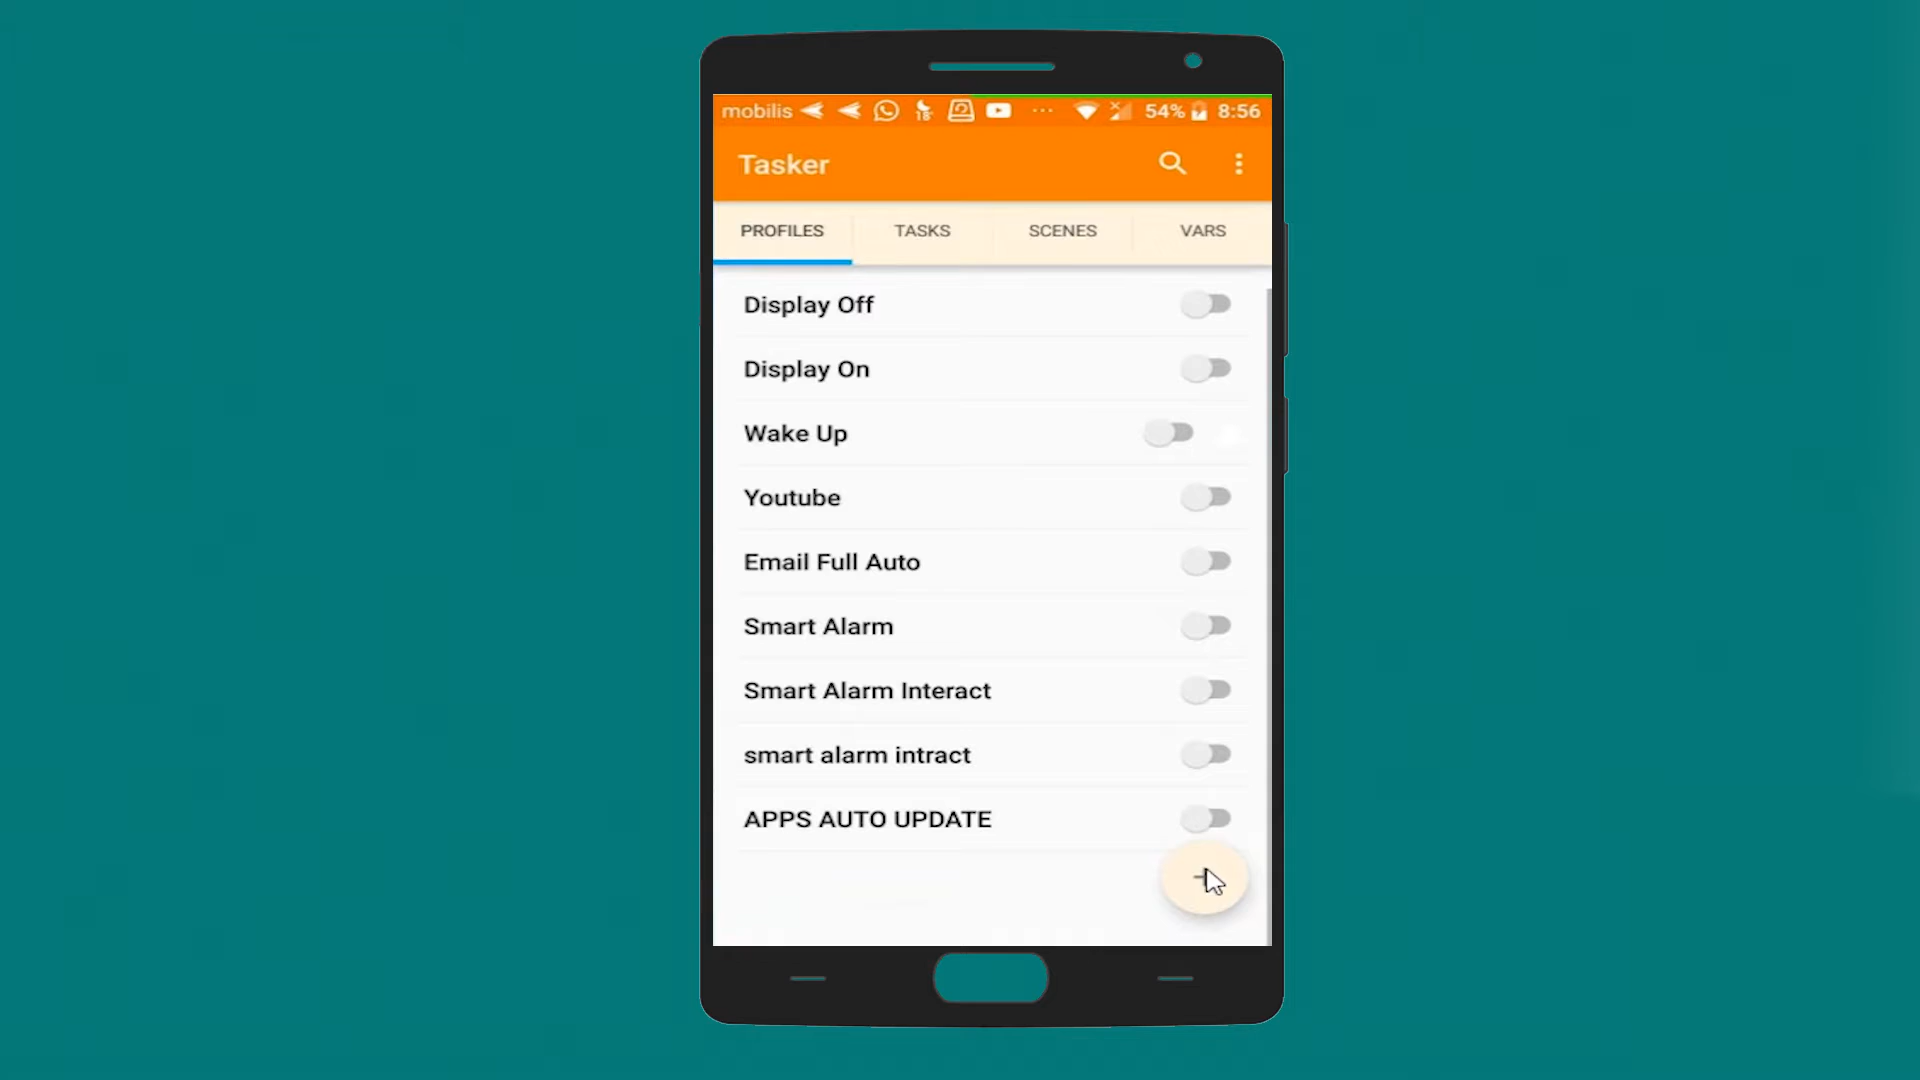 mobilis 18 54% 8:56
Tasker
PROFILES TASKS SCENES VARS
Display Off
Display On
Wake Up
Youtube
Email Full Auto
Smart Alarm
Smart Alarm Interact
smart alarm intract
APPS AUTO UPDATE